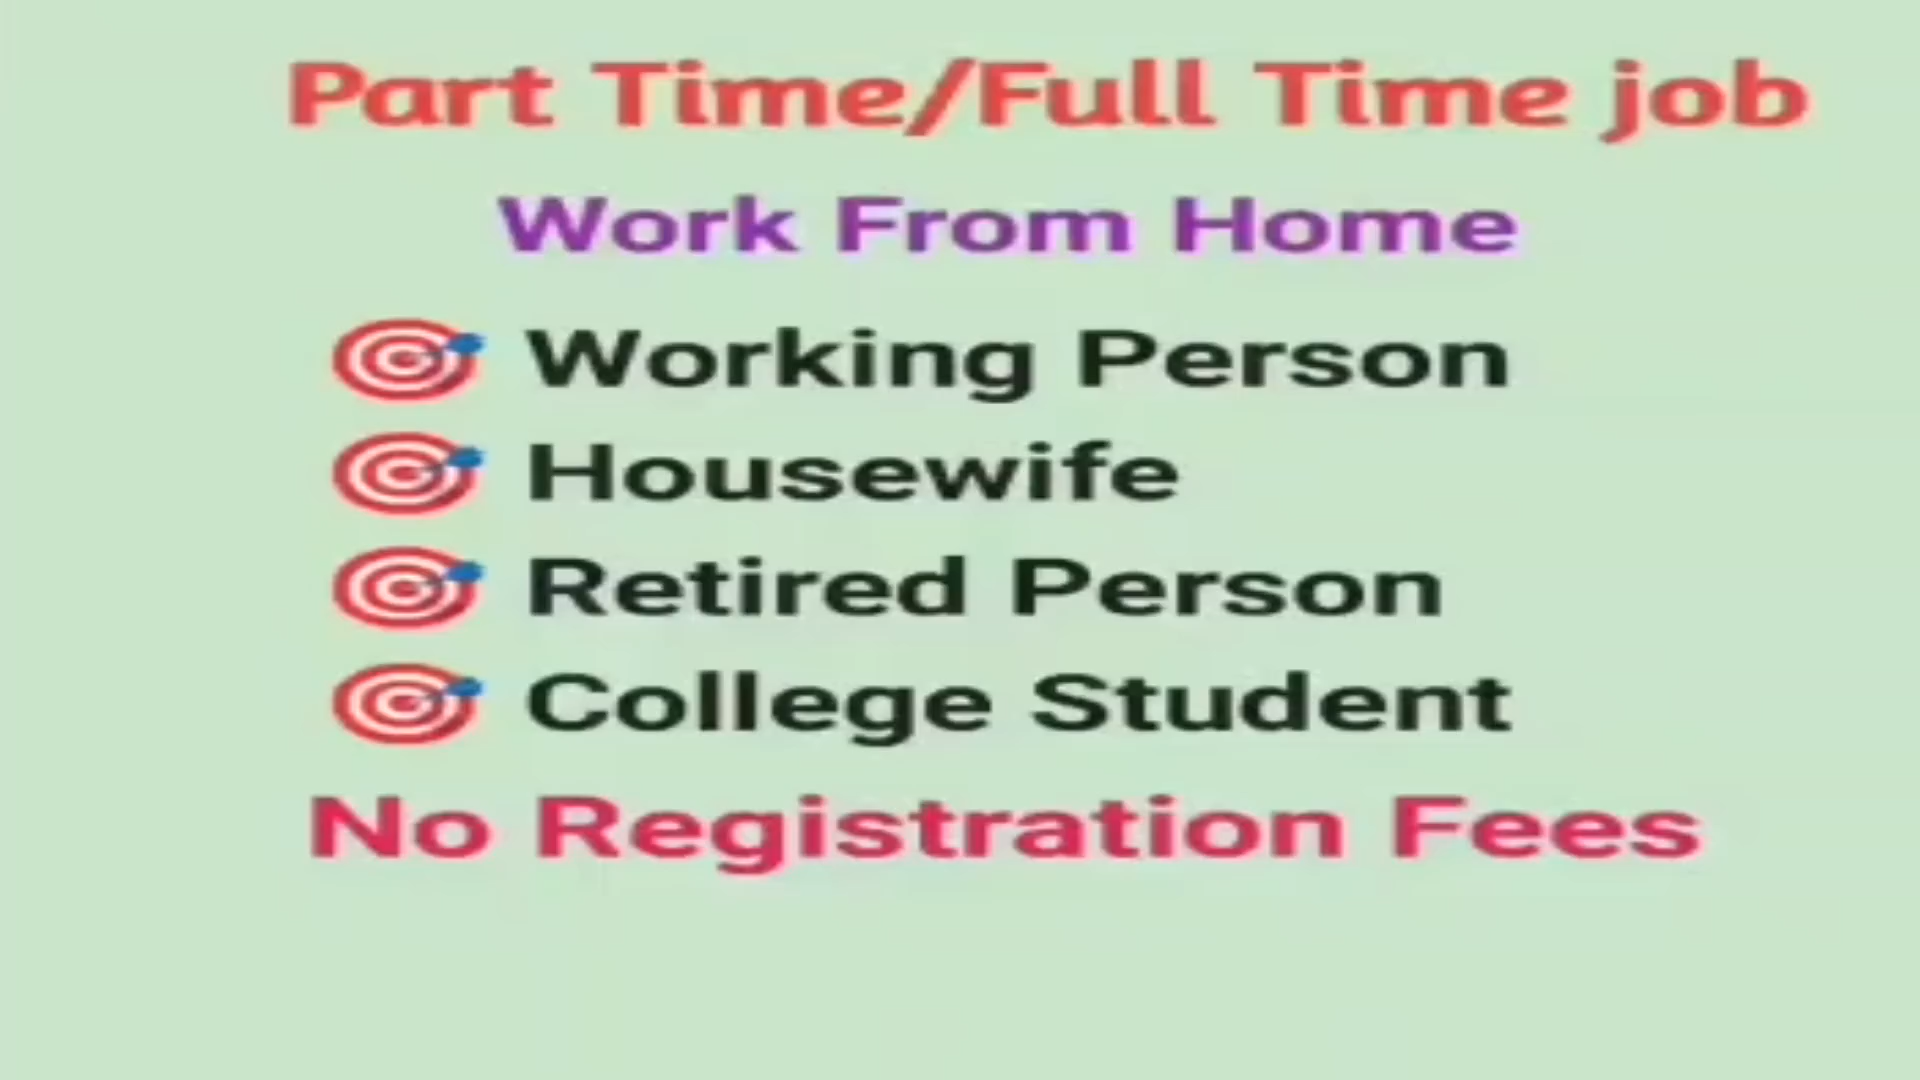 Part Time/Full Time job
Work From Home
🎯 Working Person
🎯 Housewife
🎯 Retired Person
🎯 College Student
No Registration Fees